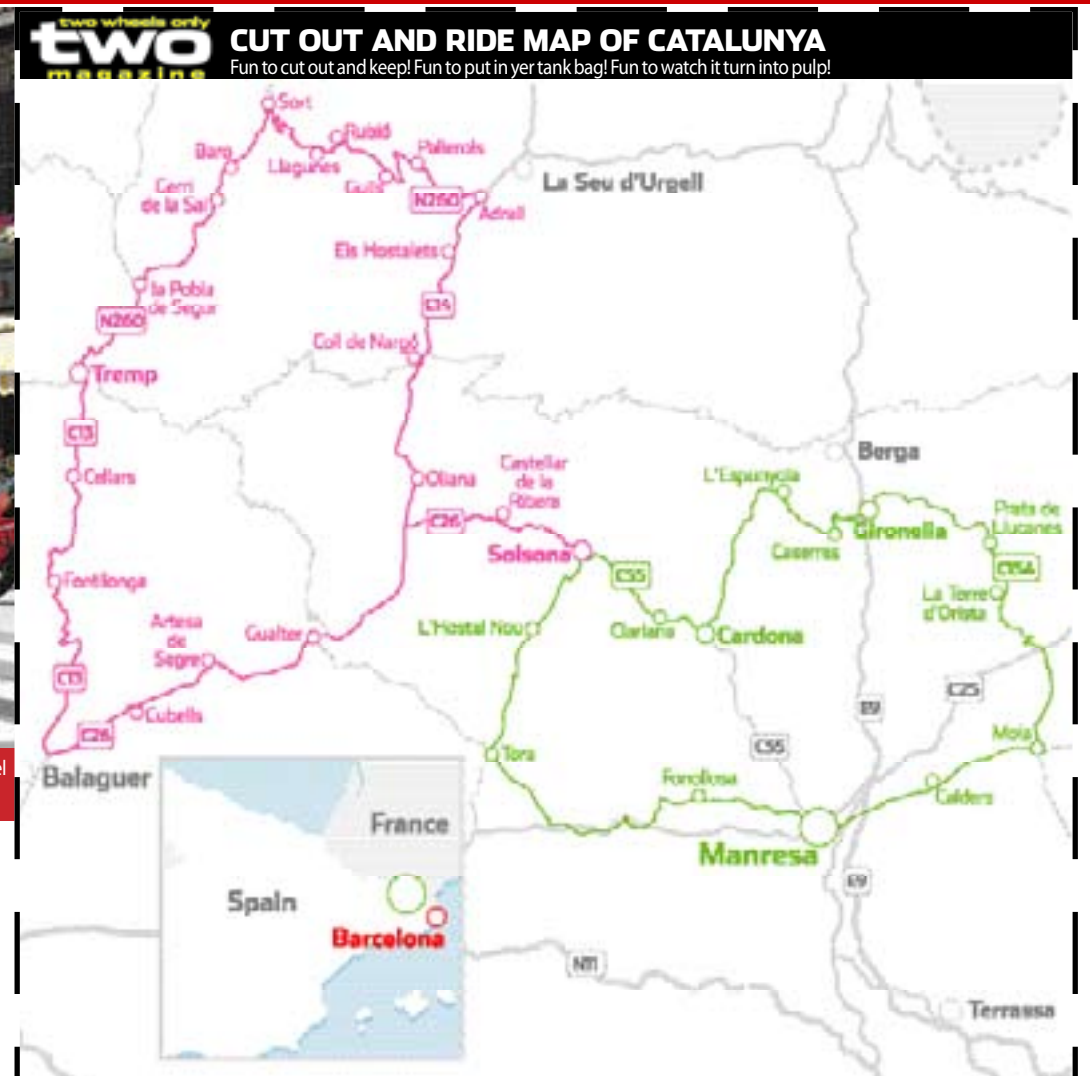 two wheels only
two
magazine
CUT OUT AND RIDE MAP OF CATALUNYA
Fun to cut out and keep! Fun to put in yer tank bag! Fun to watch it turn into pulp!
Sort
Rubió
Baro
Llagunes
Pallerols
Guils
La Seu d'Urgell
Gerri
de la Sal
N260
Adrall
Els Hostalets
la Pobla
de Segur
C14
N260
Coll de Nargó
Tremp
C13
Berga
Cellars
Oliana
Castellar
de la
Ribera
L'Espunyola
C26
Gironella
Prats de
Lluçanes
Solsona
Caserres
C55
C154
Fontllonga
La Torre
d'Orista
Artesa
de
Segre
Gualter
L'Hostal Nou
Clariana
Cardona
C13
C25
Cubells
E9
C26
C55
Moia
Tora
Balaguer
Fonollosa
Calders
el
France
Manresa
E9
Spain
Barcelona
N11
Terrassa